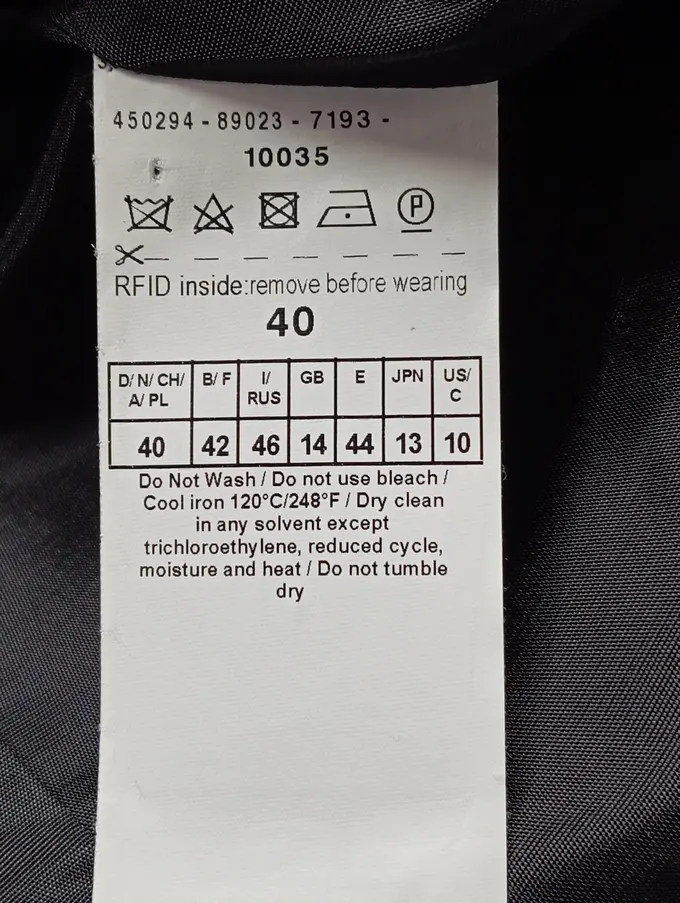 450294 - 89023 - 7193 -
10035
P
RFID inside:remove before wearing
40
D/ N/ CH/ A/ PL B/ F I/ RUS GB E JPN US/ C
40 42 46 14 44 13 10
Do Not Wash / Do not use bleach /
Cool iron 120°C/248°F / Dry clean
in any solvent except
trichloroethylene, reduced cycle,
moisture and heat / Do not tumble
dry